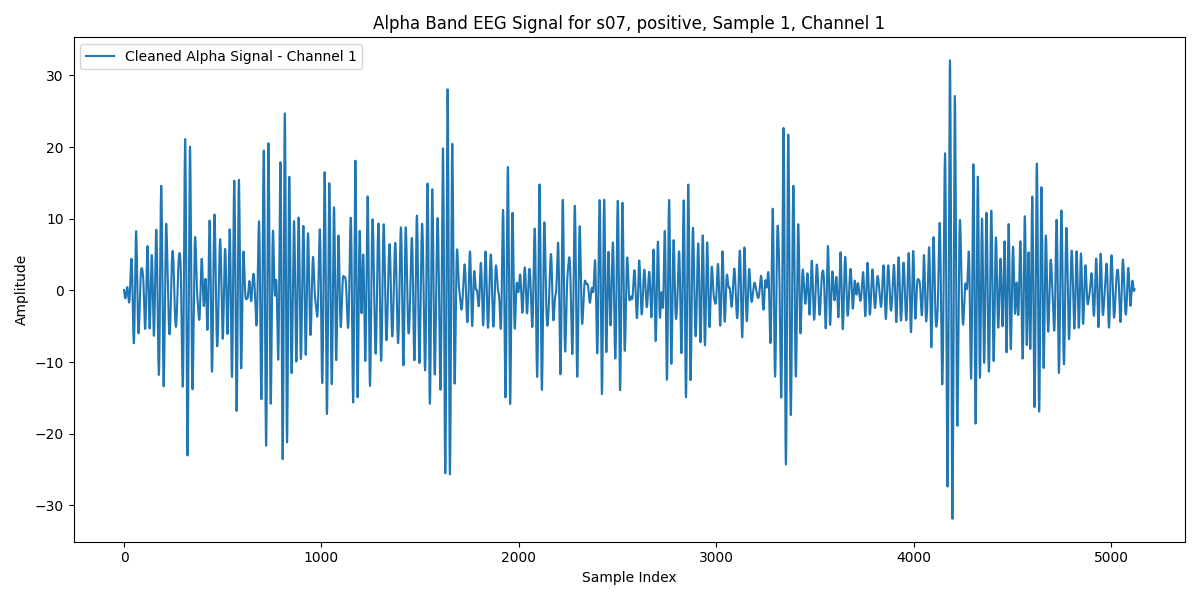 Alpha Band EEG Signal for s07, positive, Sample 1, Channel 1
Cleaned Alpha Signal - Channel 1
30
20
10
0
−10
−20
−30
Amplitude
0 1000 2000 3000 4000 5000
Sample Index